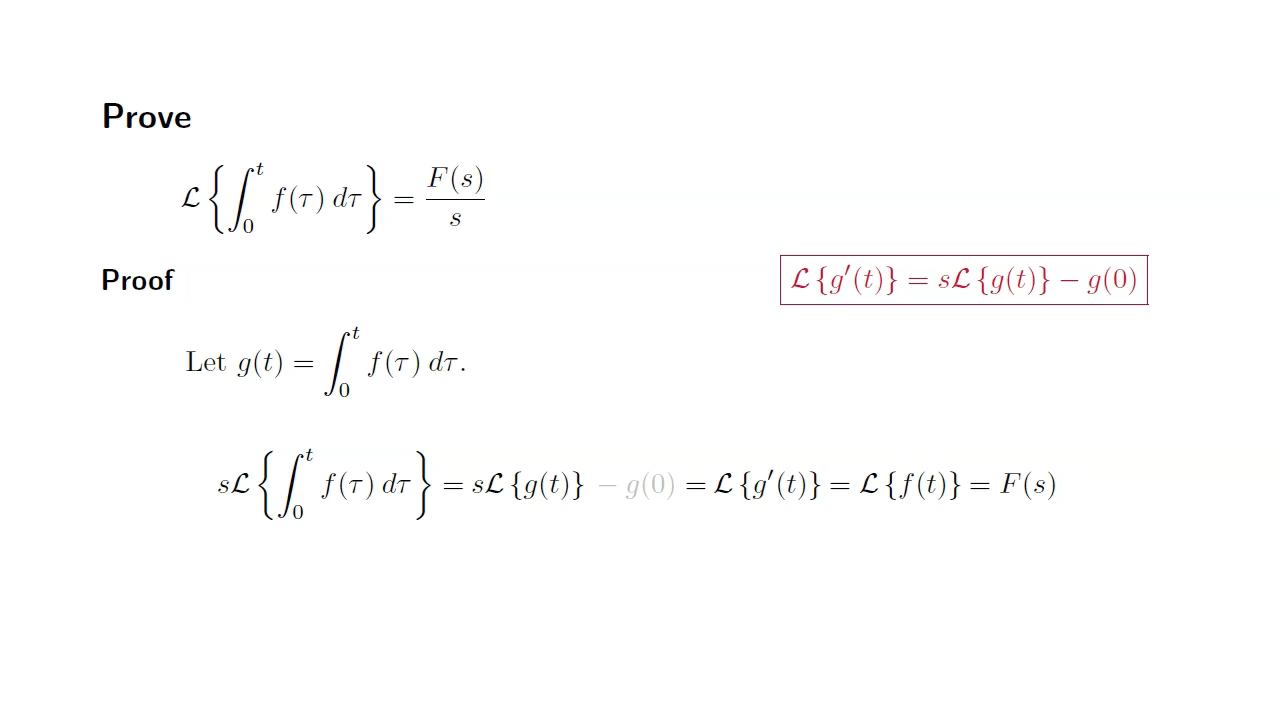 Prove
ℒ{∫₀ᵗ f(τ) dτ} = F(s)/s
Proof
ℒ{g′(t)} = sℒ{g(t)} − g(0)
Let g(t) = ∫₀ᵗ f(τ) dτ.
sℒ{∫₀ᵗ f(τ) dτ} = sℒ{g(t)} − g(0) = ℒ{g′(t)} = ℒ{f(t)} = F(s)